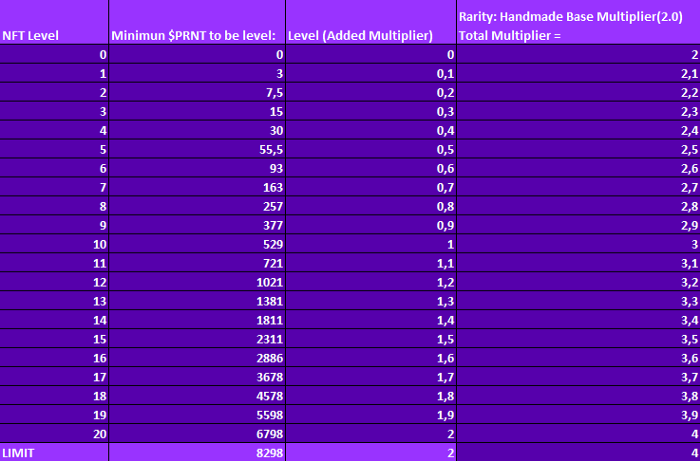 Rarity: Handmade Base Multiplier(2.0)
NFT Level Minimun $PRNT to be level: Level (Added Multiplier) Total Multiplier =
0 0 0 2
1 3 0,1 2,1
2 7,5 0,2 2,2
3 15 0,3 2,3
4 30 0,4 2,4
5 55,5 0,5 2,5
6 93 0,6 2,6
7 163 0,7 2,7
8 257 0,8 2,8
9 377 0,9 2,9
10 529 1 3
11 721 1,1 3,1
12 1021 1,2 3,2
13 1381 1,3 3,3
14 1811 1,4 3,4
15 2311 1,5 3,5
16 2886 1,6 3,6
17 3678 1,7 3,7
18 4578 1,8 3,8
19 5598 1,9 3,9
20 6798 2 4
LIMIT 8298 2 4